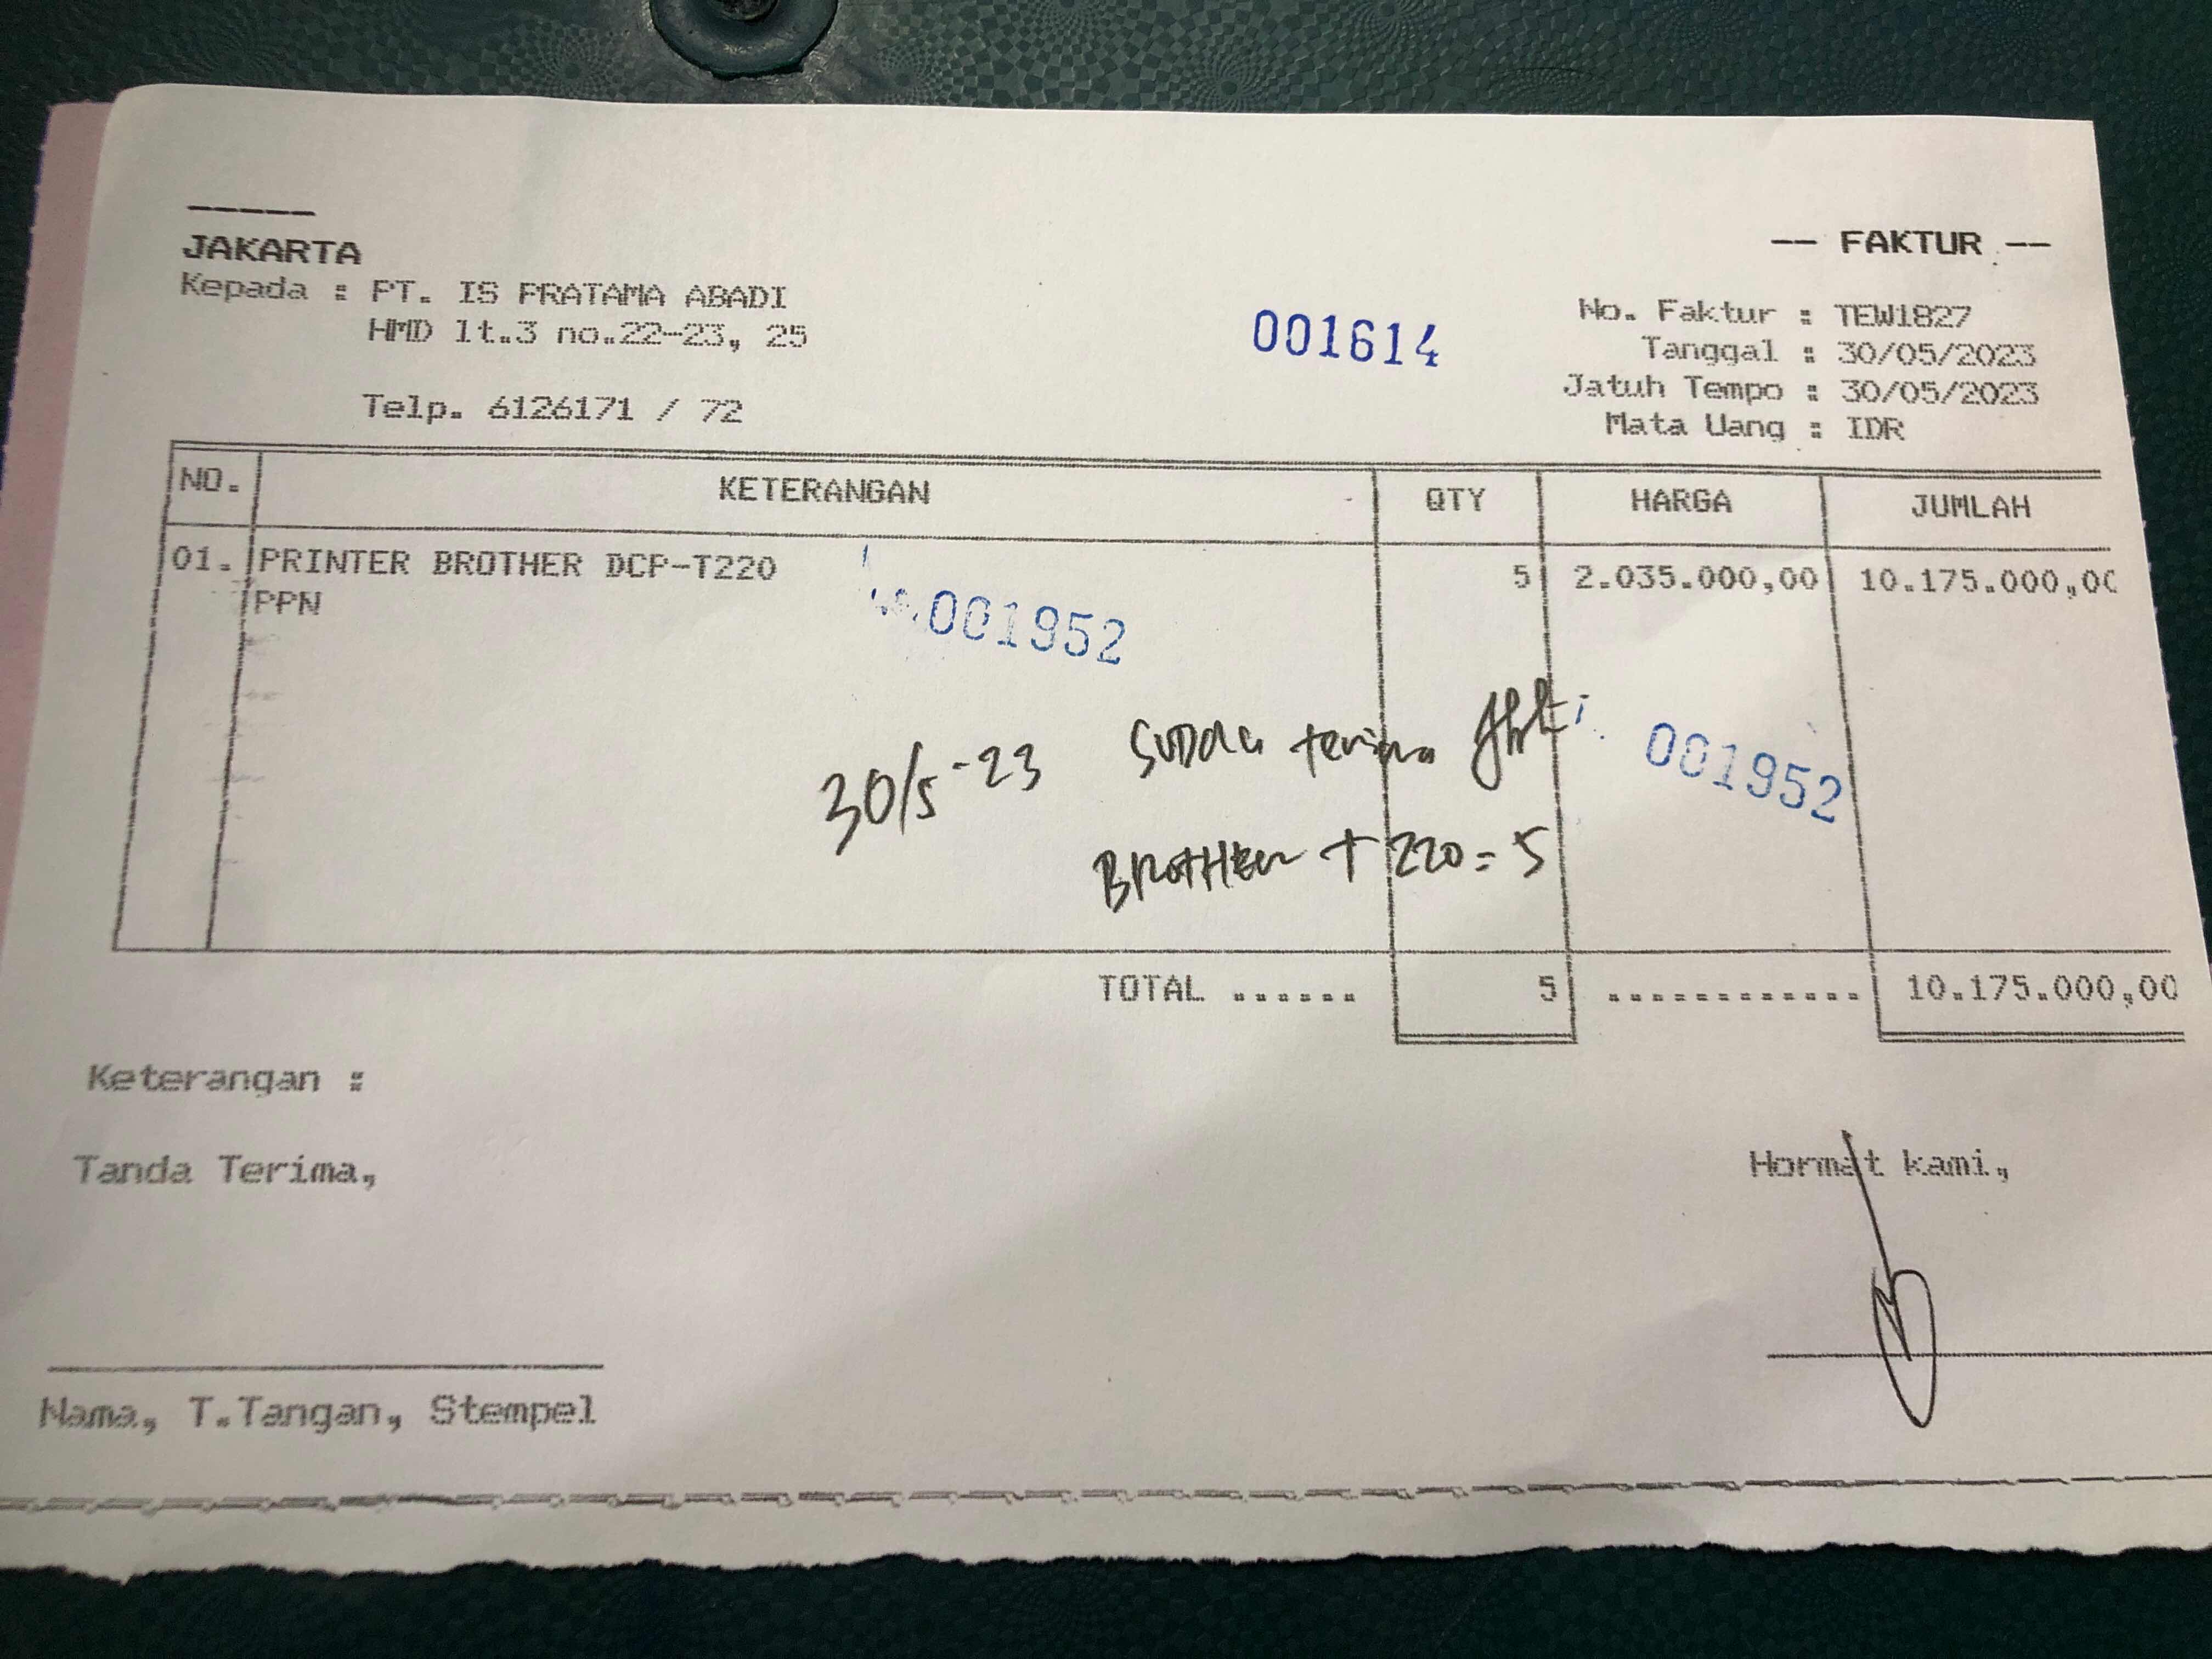 -----
JAKARTA
-- FAKTUR --
Kepada : PT. IS PRATAMA ABADI
HMD lt.3 no.22-23, 25
Telp. 6126171 / 72
001614
No. Faktur : TEW1827
Tanggal : 30/05/2023
Jatuh Tempo : 30/05/2023
Mata Uang : IDR
NO. KETERANGAN QTY HARGA JUMLAH
01. PRINTER BROTHER DCP-T220 5 2.035.000,00 10.175.000,00
PPN
001952
30/5-23 SUDAH terima
001952
BROTHER T220 = 5
TOTAL ...... 5 ............ 10.175.000,00
Keterangan :
Tanda Terima,
Hormat kami,
Nama, T.Tangan, Stempel